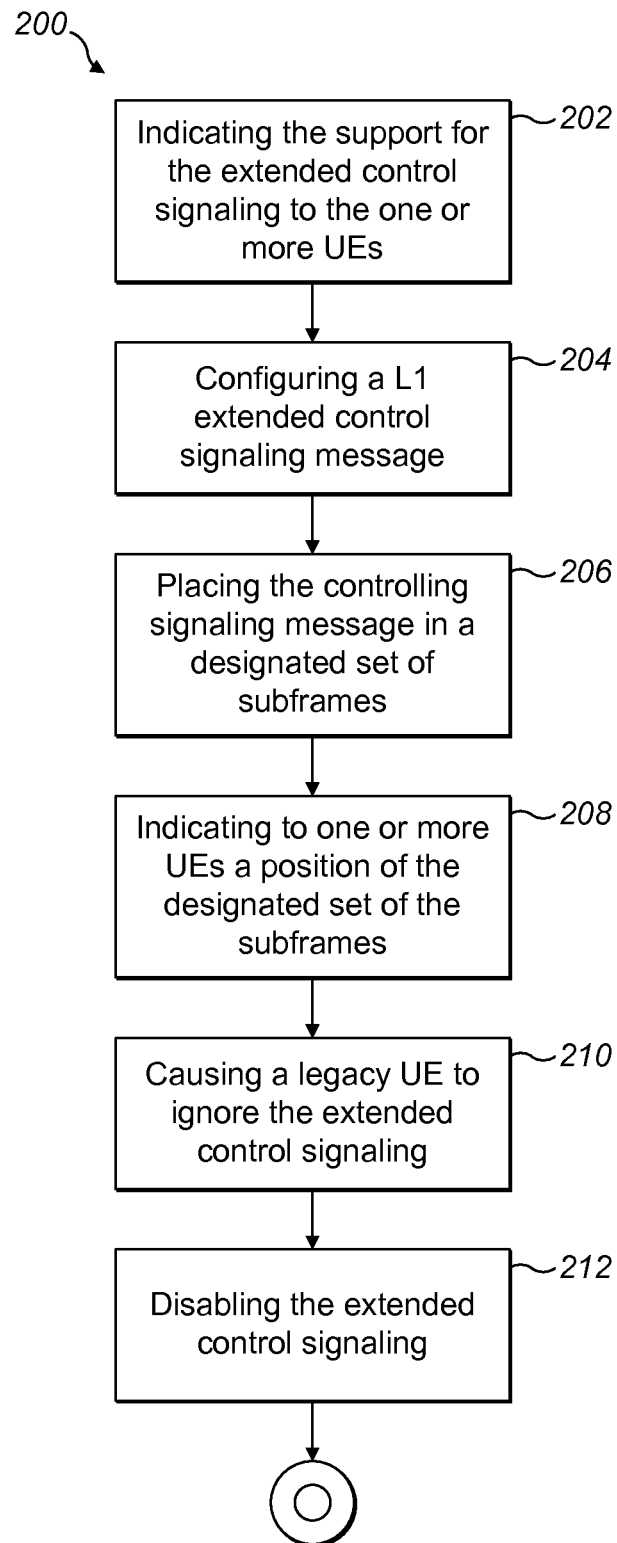 200
202
Indicating the support for
the extended control
signaling to the one or
more UEs
204
Configuring a L1
extended control
signaling message
206
Placing the controlling
signaling message in a
designated set of
subframes
208
Indicating to one or more
UEs a position of the
designated set of the
subframes
210
Causing a legacy UE to
ignore the extended
control signaling
212
Disabling the extended
control signaling